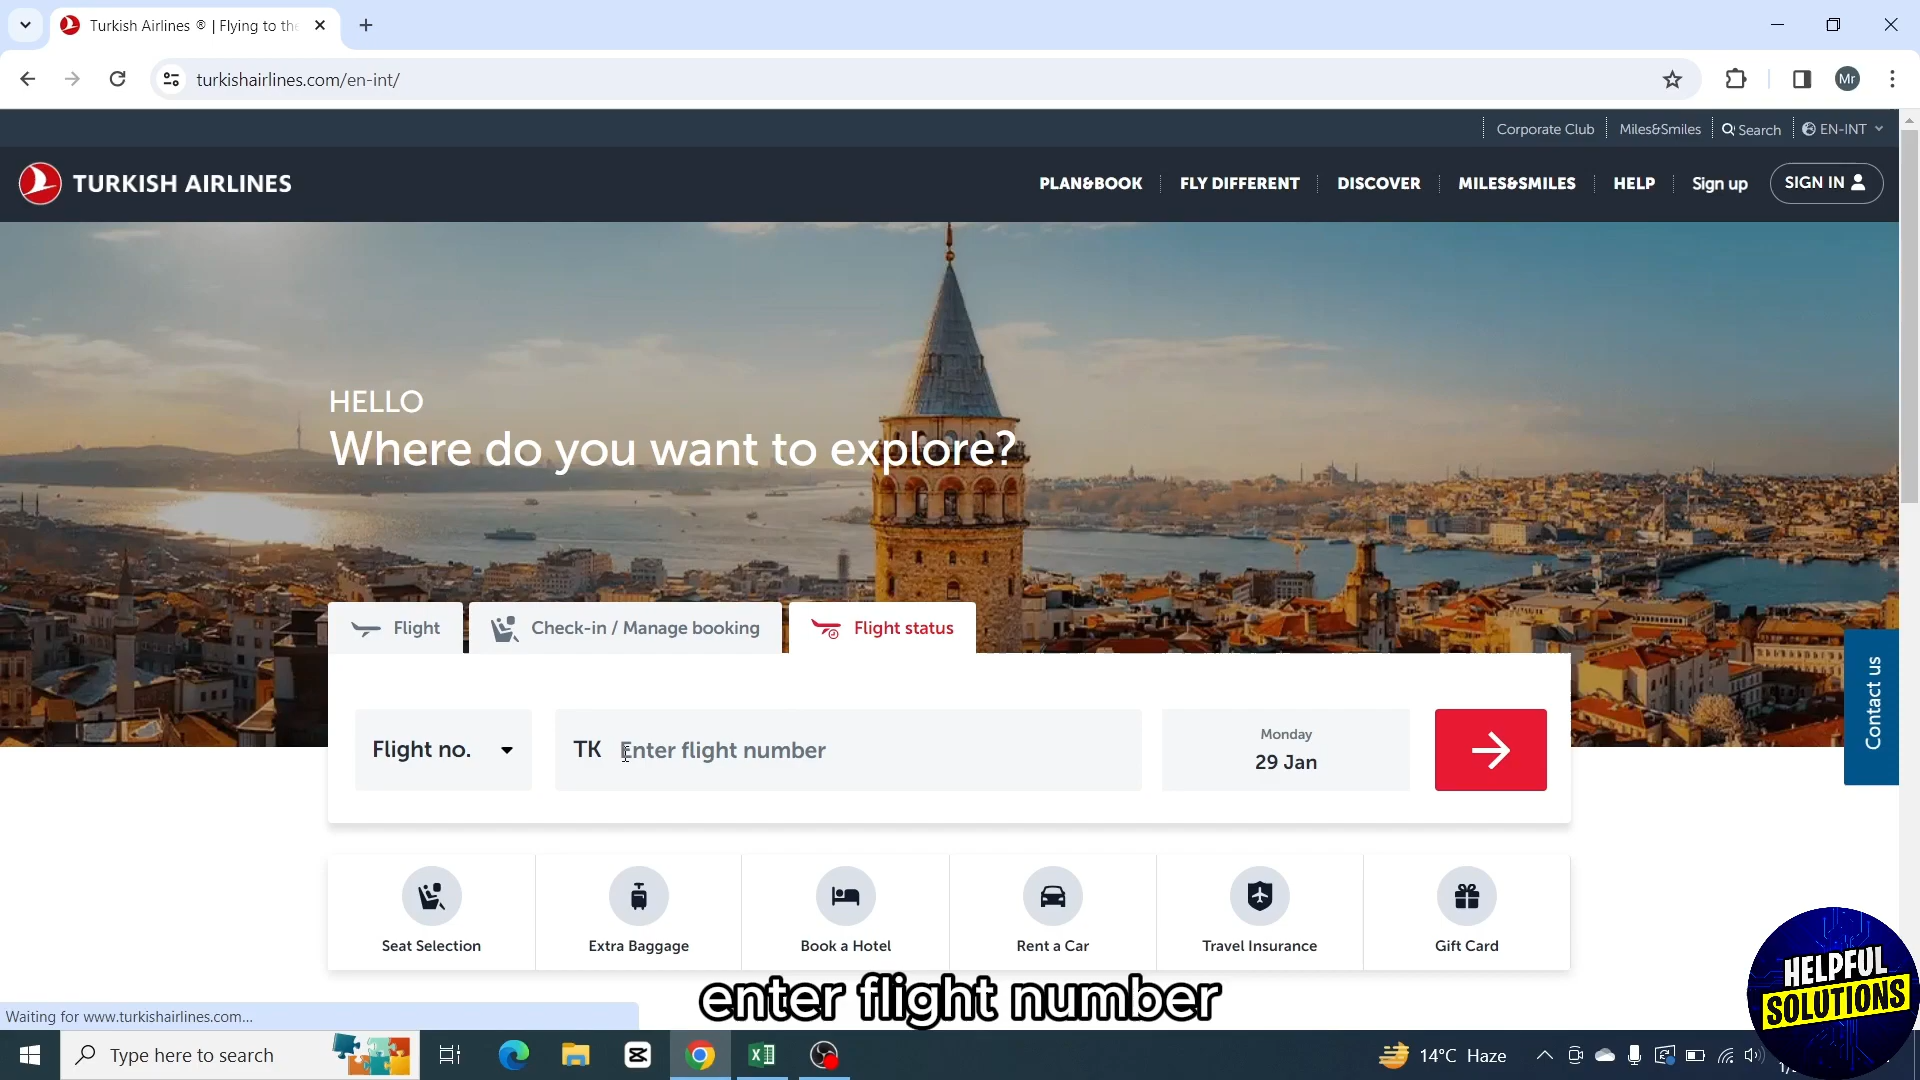 Turkish Airlines ® | Flying to the
turkishairlines.com/en-int/
Mr
Corporate Club
Miles&Smiles
Search
EN-INT
TURKISH AIRLINES
PLAN&BOOK
FLY DIFFERENT
DISCOVER
MILES&SMILES
HELP
Sign up
SIGN IN
HELLO
Where do you want to explore?
Flight
Check-in / Manage booking
Flight status
Contact us
Flight no.
TK
Enter flight number
Monday
29 Jan
Seat Selection
Extra Baggage
Book a Hotel
Rent a Car
Travel Insurance
Gift Card
enter flight number
HELPFUL
SOLUTIONS
Waiting for www.turkishairlines.com...
Type here to search
14°C Haze